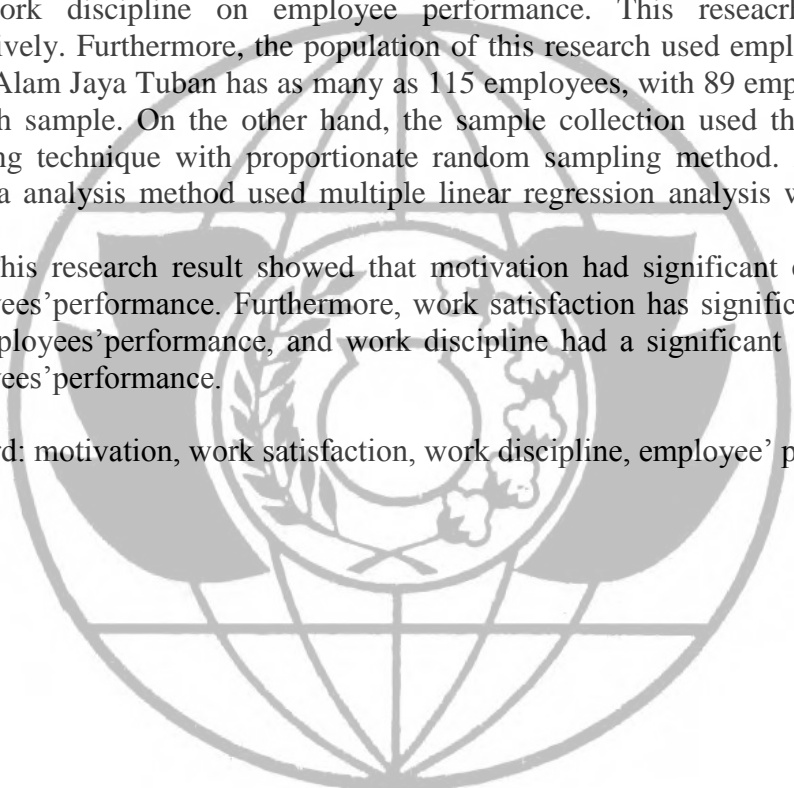 ork discipline on employee performance. This reseacrh
ively. Furthermore, the population of this research used empl
Alam Jaya Tuban has as many as 115 employees, with 89 emp
h sample. On the other hand, the sample collection used th
ng technique with proportionate random sampling method.
a analysis method used multiple linear regression analysis w
his research result showed that motivation had significant
ees'performance. Furthermore, work satisfaction has signific
ployees'performance, and work discipline had a significant
ees'performance.
rd: motivation, work satisfaction, work discipline, employee' p